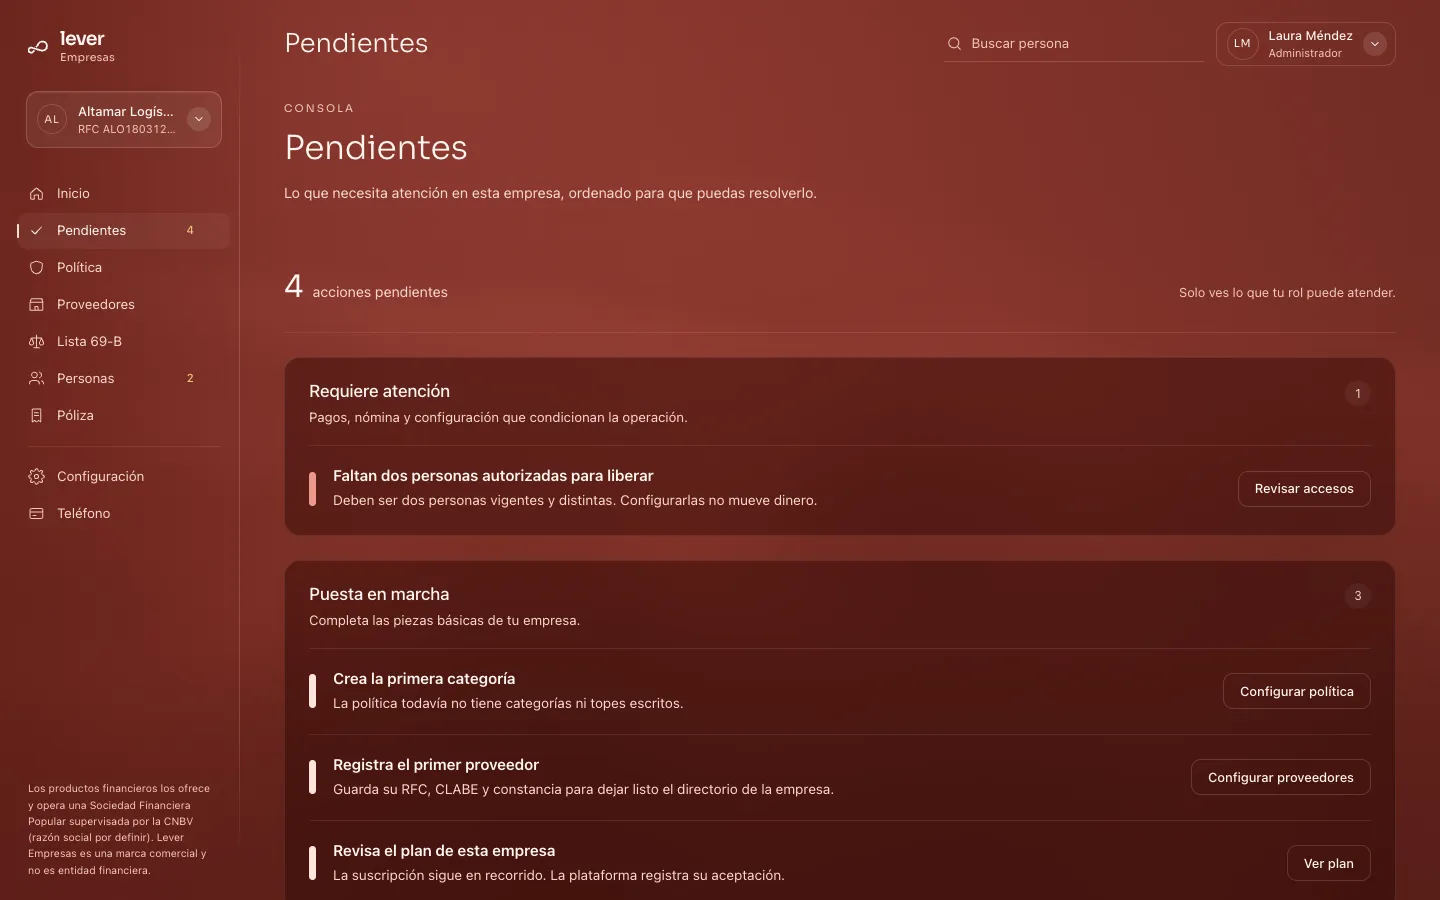 lever
Empresas
AL
Altamar Logís...
RFC ALO180312...
Inicio
Pendientes 4
Política
Proveedores
Lista 69-B
Personas 2
Póliza
Configuración
Teléfono
Los productos financieros los ofrece
y opera una Sociedad Financiera
Popular supervisada por la CNBV
(razón social por definir). Lever
Empresas es una marca comercial y
no es entidad financiera.
Pendientes
Buscar persona
LM
Laura Méndez
Administrador
CONSOLA
Pendientes
Lo que necesita atención en esta empresa, ordenado para que puedas resolverlo.
4 acciones pendientes
Solo ves lo que tu rol puede atender.
Requiere atención
1
Pagos, nómina y configuración que condicionan la operación.
Faltan dos personas autorizadas para liberar
Deben ser dos personas vigentes y distintas. Configurarlas no mueve dinero.
Revisar accesos
Puesta en marcha
3
Completa las piezas básicas de tu empresa.
Crea la primera categoría
La política todavía no tiene categorías ni topes escritos.
Configurar política
Registra el primer proveedor
Guarda su RFC, CLABE y constancia para dejar listo el directorio de la empresa.
Configurar proveedores
Revisa el plan de esta empresa
La suscripción sigue en recorrido. La plataforma registra su aceptación.
Ver plan